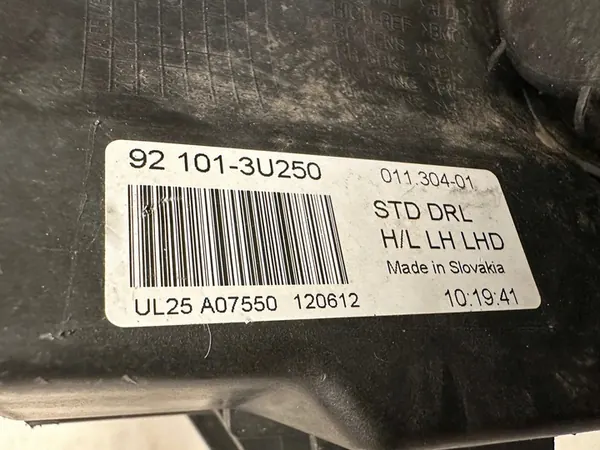 92 101-3U250
011.304-01
STD DRL
H/L LH LHD
Made in Slovakia
UL25 A07550 120612
10:19:41